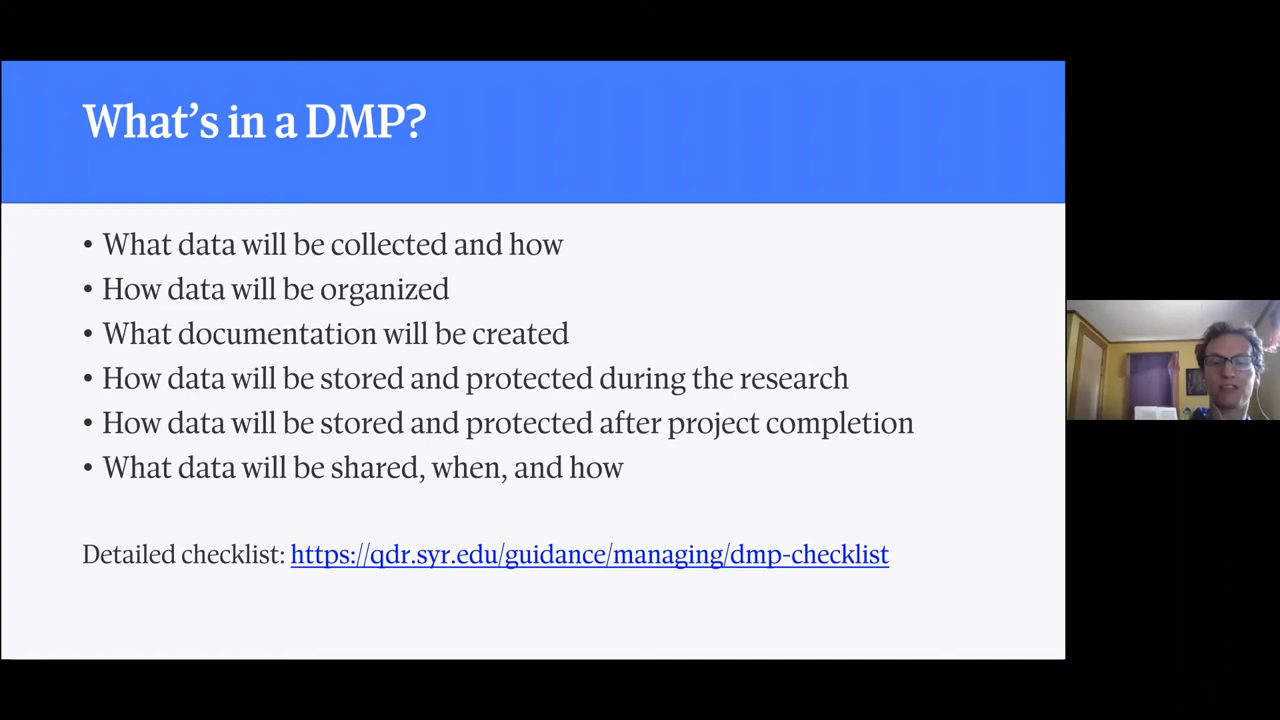 What’s in a DMP?
• What data will be collected and how
• How data will be organized
• What documentation will be created
• How data will be stored and protected during the research
• How data will be stored and protected after project completion
• What data will be shared, when, and how
Detailed checklist: https://qdr.syr.edu/guidance/managing/dmp-checklist